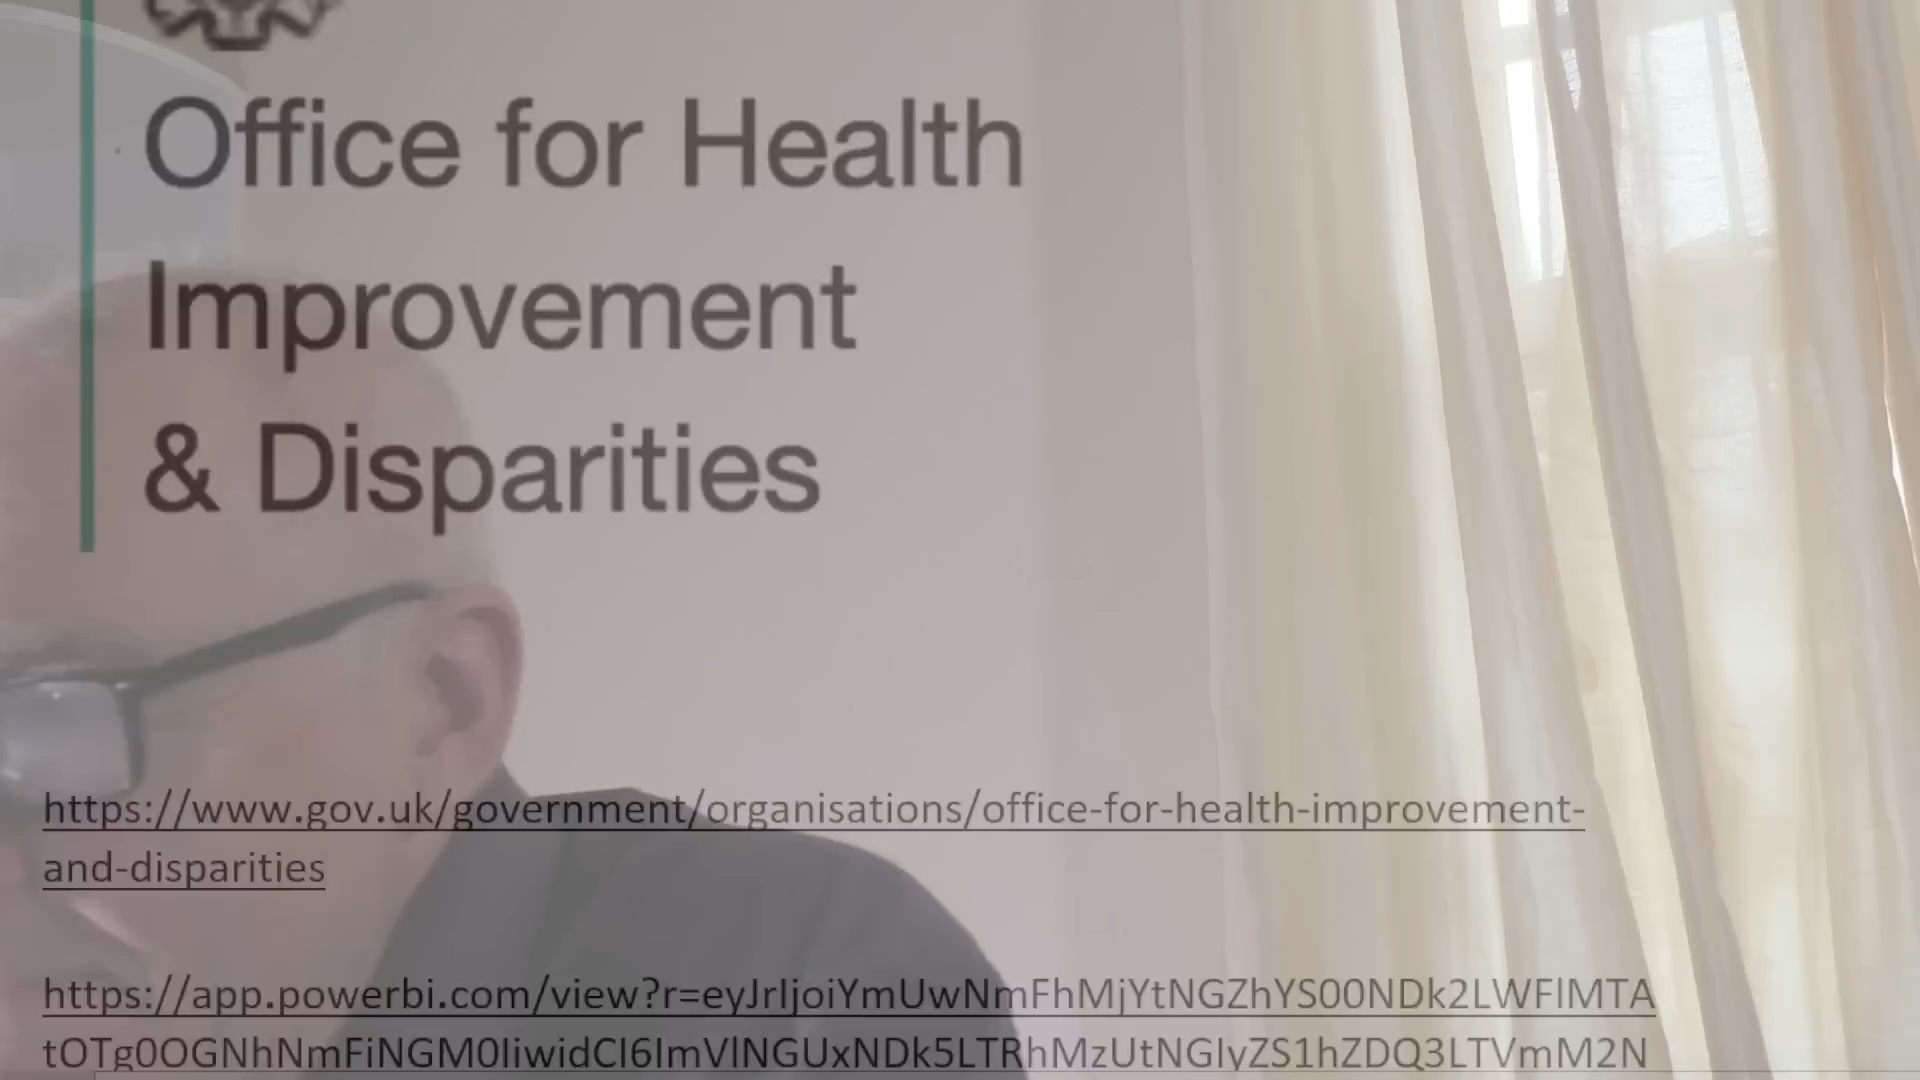 Office for Health
Improvement
& Disparities
https://www.gov.uk/government/organisations/office-for-health-improvement-
and-disparities
https://app.powerbi.com/view?r=eyJrIjoiYmUwNmFhMjYtNGZhYS00NDk2LWFlMTA
tOTg0OGNhNmFiNGM0IiwidCI6ImVlNGUxNDk5LTRhMzUtNGIyZS1hZDQ3LTVmM2N